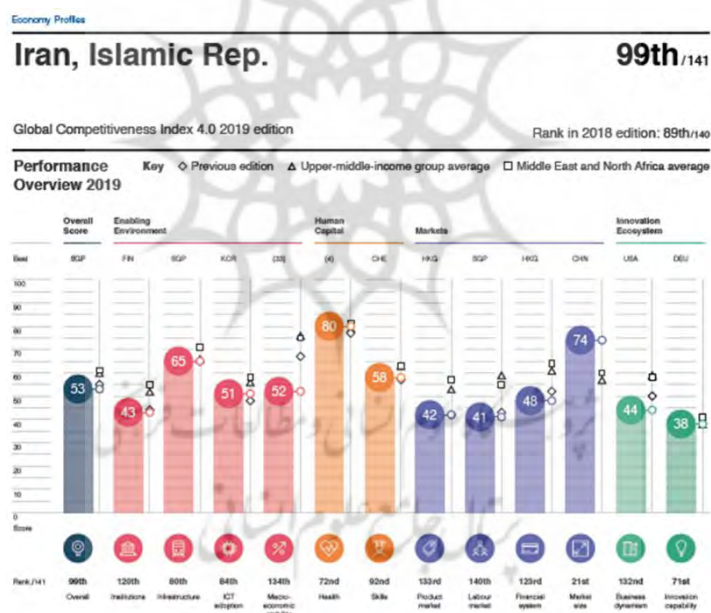 Economy Profiles
Iran, Islamic Rep.
99th/141
Global Competitiveness Index 4.0 2019 edition
Rank in 2018 edition: 89th/140
Performance Overview 2019
Key ◇ Previous edition △ Upper-middle-income group average □ Middle East and North Africa average
Overall Score
Enabling Environment
Human Capital
Markets
Innovation Ecosystem
Best SGP FIN SGP KOR (33) (4) CHE HKG SGP HKG CHN USA DEU
100
90
80
70
60
50
40
30
20
10
0
Score
53 43 65 51 52 80 58 42 41 48 74 44 38
Rank/141 99th 120th 80th 84th 134th 72nd 92nd 133rd 140th 123rd 21st 132nd 71st
Overall Institutions Infrastructure ICT adoption Macro-economic Health Skills Product market Labour market Financial system Market size Business dynamism Innovation capability
پرتال جامع علوم انسانی